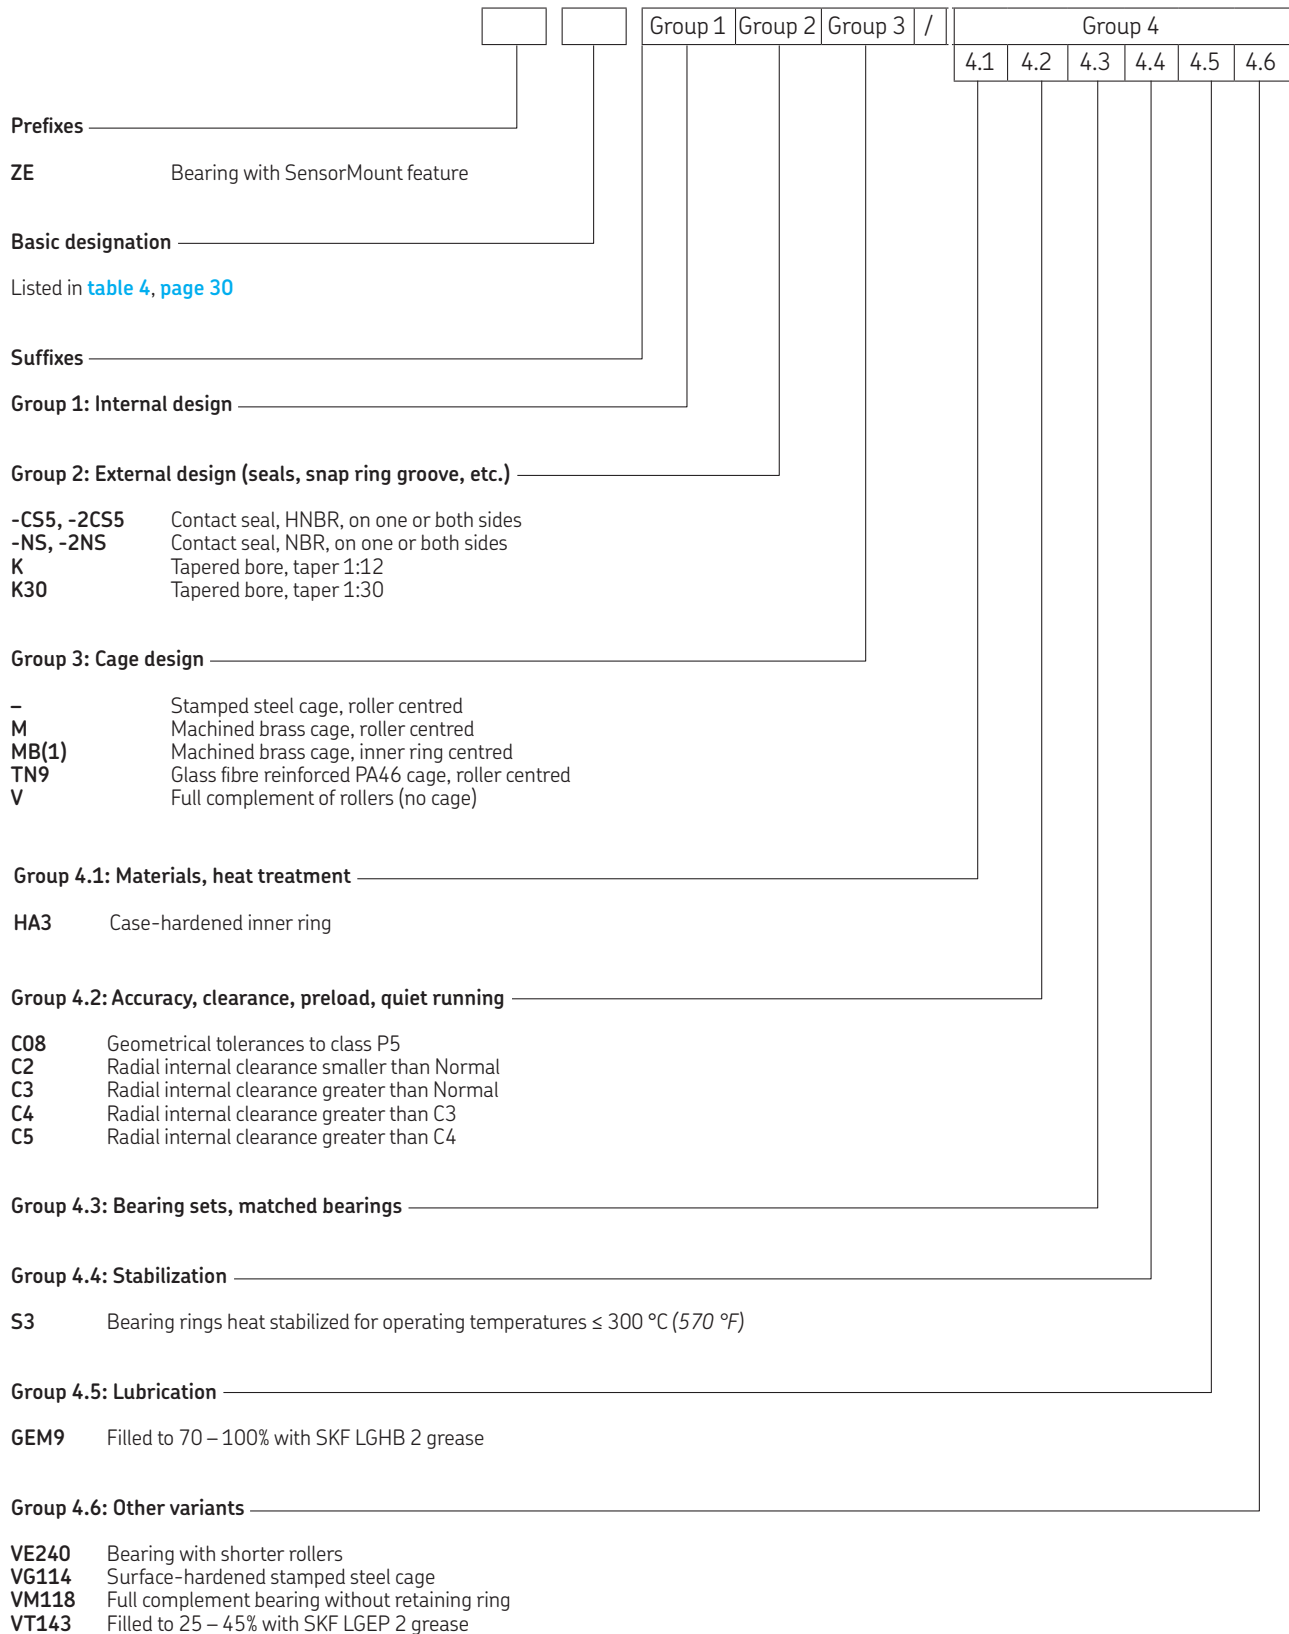 Group 1 Group 2 Group 3 / Group 4
4.1 4.2 4.3 4.4 4.5 4.6
Prefixes
ZE Bearing with SensorMount feature
Basic designation
Listed in table 4, page 30
Suffixes
Group 1: Internal design
Group 2: External design (seals, snap ring groove, etc.)
-CS5, -2CS5 Contact seal, HNBR, on one or both sides
-NS, -2NS Contact seal, NBR, on one or both sides
K Tapered bore, taper 1:12
K30 Tapered bore, taper 1:30
Group 3: Cage design
– Stamped steel cage, roller centred
M Machined brass cage, roller centred
MB(1) Machined brass cage, inner ring centred
TN9 Glass fibre reinforced PA46 cage, roller centred
V Full complement of rollers (no cage)
Group 4.1: Materials, heat treatment
HA3 Case-hardened inner ring
Group 4.2: Accuracy, clearance, preload, quiet running
C08 Geometrical tolerances to class P5
C2 Radial internal clearance smaller than Normal
C3 Radial internal clearance greater than Normal
C4 Radial internal clearance greater than C3
C5 Radial internal clearance greater than C4
Group 4.3: Bearing sets, matched bearings
Group 4.4: Stabilization
S3 Bearing rings heat stabilized for operating temperatures ≤ 300 °C (570 °F)
Group 4.5: Lubrication
GEM9 Filled to 70 – 100% with SKF LGHB 2 grease
Group 4.6: Other variants
VE240 Bearing with shorter rollers
VG114 Surface-hardened stamped steel cage
VM118 Full complement bearing without retaining ring
VT143 Filled to 25 – 45% with SKF LGEP 2 grease